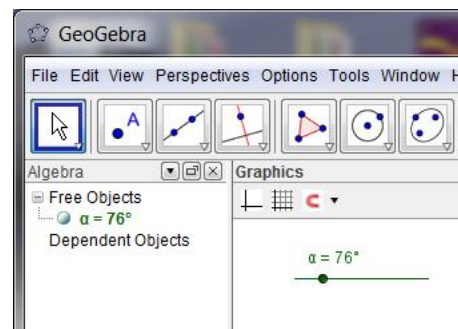 GeoGebra
File Edit View Perspectives Options Tools Window H
A
Algebra
Graphics
Free Objects
α = 76°
Dependent Objects
α = 76°